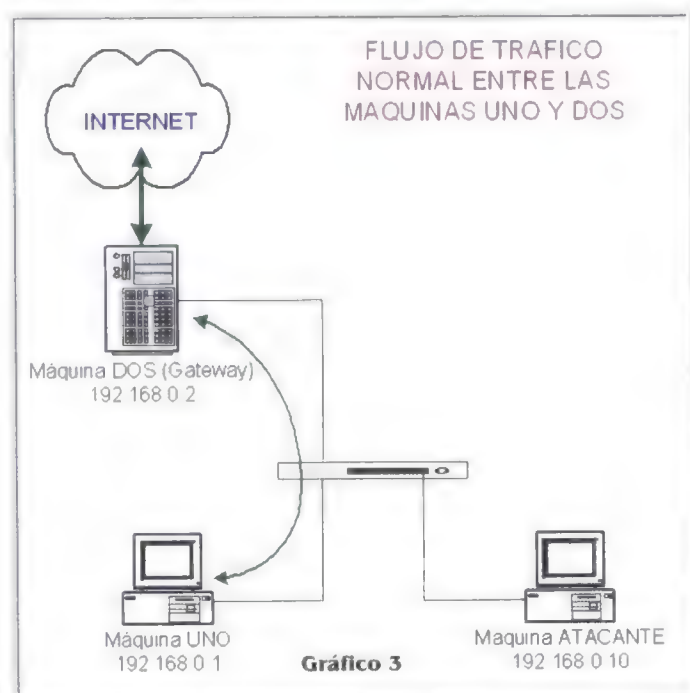 FLUJO DE TRAFICO
NORMAL ENTRE LAS
MAQUINAS UNO Y DOS
INTERNET
Máquina DOS (Gateway)
192 168 0 2
Máquina UNO
192 168 0 1
Gráfico 3
Maquina ATACANTE
192 168 0 10